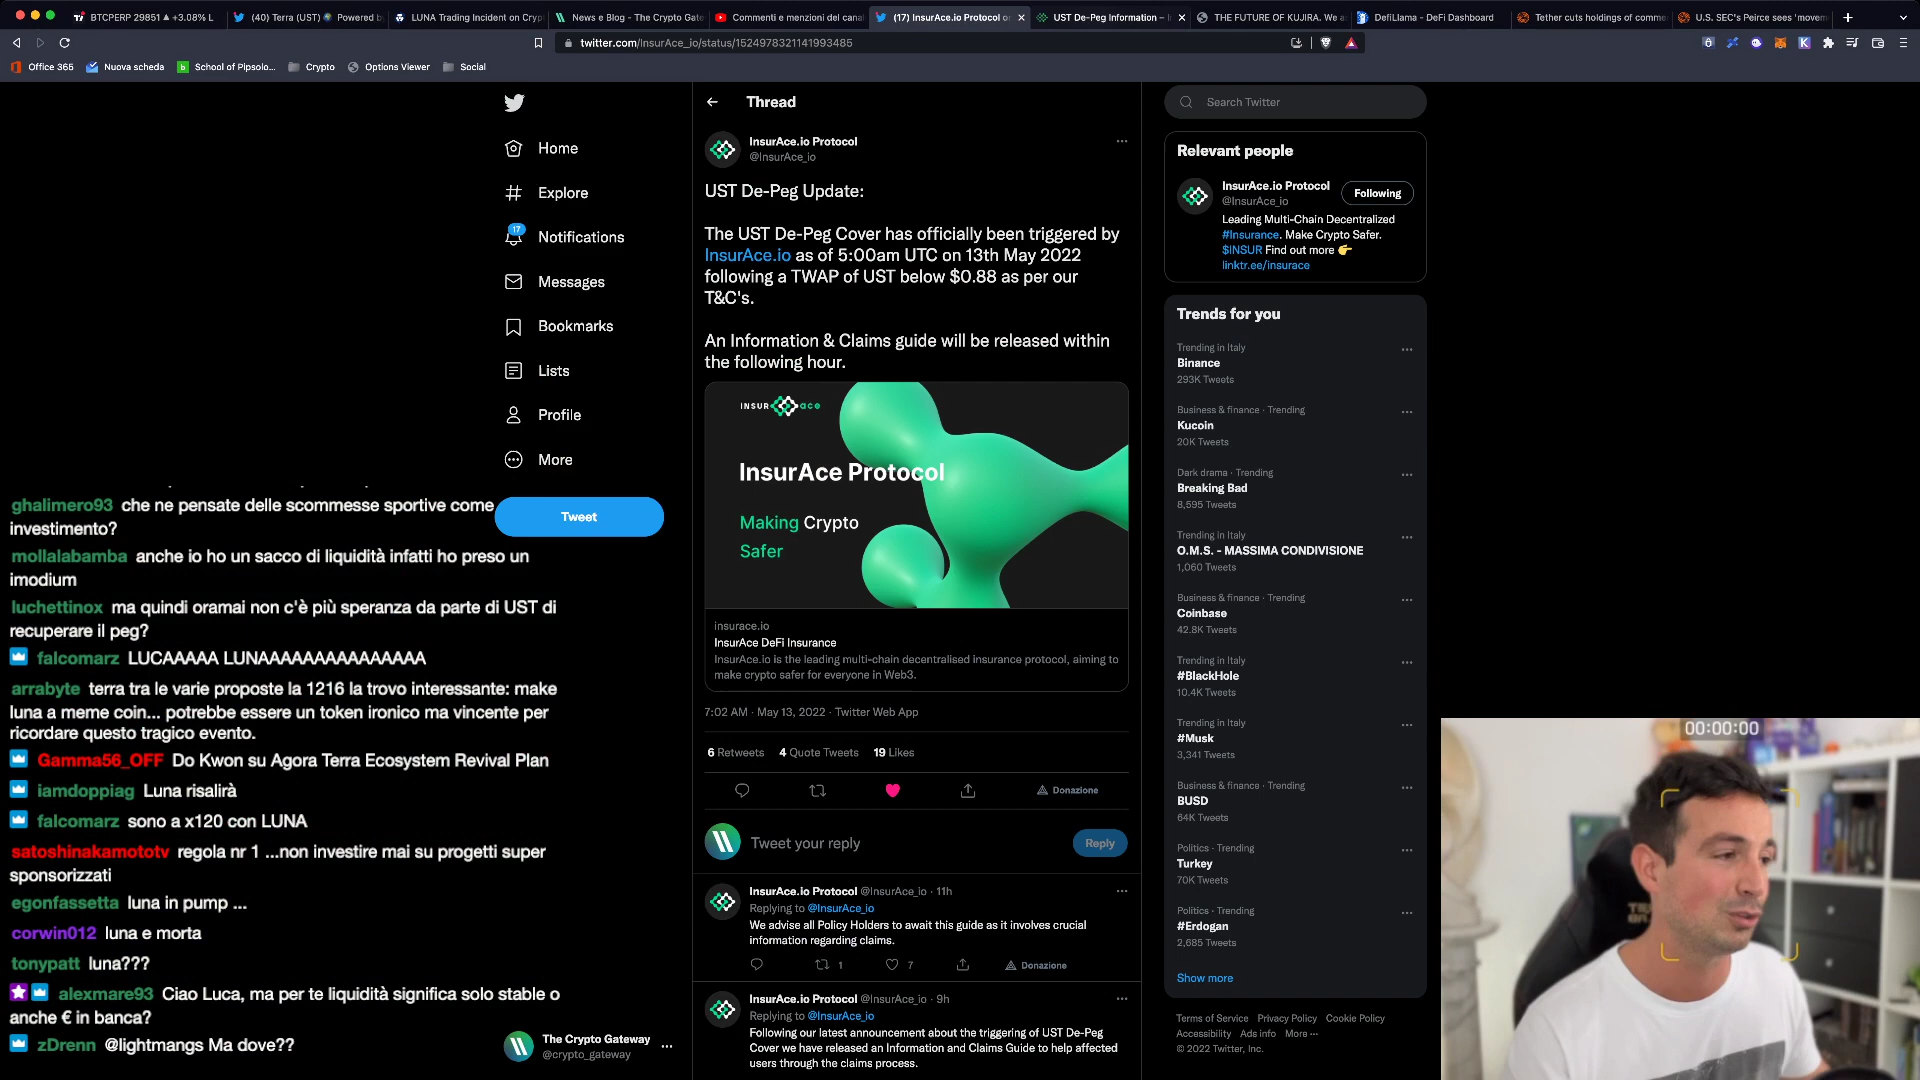 BTCPERP 29851 ▲ +3.08% L
(40) Terra (UST) Powered b
LUNA Trading Incident on Cryp
News e Blog - The Crypto Gate
Commenti e menzioni del canal
(17) InsurAce.io Protocol o
UST De-Peg Information – I
THE FUTURE OF KUJIRA. We a
DefiLlama - DeFi Dashboard
Tether cuts holdings of comme
U.S. SEC's Peirce sees 'movem
twitter.com/InsurAce_io/status/1524978321141993485
Office 365
Nuova scheda
School of Pipsolo...
Crypto
Options Viewer
Social
Home
Explore
17
Notifications
Messages
Bookmarks
Lists
Profile
More
Tweet
ghalimero93 che ne pensate delle scommesse sportive come
investimento?
mollalabamba anche io ho un sacco di liquidità infatti ho preso un
imodium
luchettinox ma quindi oramai non c'è più speranza da parte di UST di
recuperare il peg?
falcomarz LUCAAAAA LUNAAAAAAAAAAAAAAA
arrabyte terra tra le varie proposte la 1216 la trovo interessante: make
luna a meme coin... potrebbe essere un token ironico ma vincente per
ricordare questo tragico evento.
Gamma56_OFF Do Kwon su Agora Terra Ecosystem Revival Plan
iamdoppiag Luna risalirà
falcomarz sono a x120 con LUNA
satoshinakamototv regola nr 1 ...non investire mai su progetti super
sponsorizzati
egonfassetta luna in pump ...
corwin012 luna e morta
tonypatt luna???
alexmare93 Ciao Luca, ma per te liquidità significa solo stable o
anche € in banca?
zDrenn @lightmangs Ma dove??
The Crypto Gateway
@crypto_gateway
Thread
InsurAce.io Protocol
@InsurAce_io
UST De-Peg Update:
The UST De-Peg Cover has officially been triggered by
InsurAce.io as of 5:00am UTC on 13th May 2022
following a TWAP of UST below $0.88 as per our
T&C's.
An Information & Claims guide will be released within
the following hour.
INSUR ace
InsurAce Protocol
Making Crypto
Safer
insurace.io
InsurAce DeFi Insurance
InsurAce.io is the leading multi-chain decentralised insurance protocol, aiming to
make crypto safer for everyone in Web3.
7:02 AM · May 13, 2022 · Twitter Web App
6 Retweets 4 Quote Tweets 19 Likes
Donazione
Tweet your reply
Reply
InsurAce.io Protocol @InsurAce_io · 11h
Replying to @InsurAce_io
We advise all Policy Holders to await this guide as it involves crucial
information regarding claims.
1
7
Donazione
InsurAce.io Protocol @InsurAce_io · 9h
Replying to @InsurAce_io
Following our latest announcement about the triggering of UST De-Peg
Cover we have released an Information and Claims Guide to help affected
users through the claims process.
Search Twitter
Relevant people
InsurAce.io Protocol
@InsurAce_io
Following
Leading Multi-Chain Decentralized
#Insurance. Make Crypto Safer.
$INSUR Find out more 👉
linktr.ee/insurace
Trends for you
Trending in Italy
Binance
293K Tweets
Business & finance · Trending
Kucoin
20K Tweets
Dark drama · Trending
Breaking Bad
8,595 Tweets
Trending in Italy
O.M.S. - MASSIMA CONDIVISIONE
1,060 Tweets
Business & finance · Trending
Coinbase
42.8K Tweets
Trending in Italy
#BlackHole
10.4K Tweets
Trending in Italy
#Musk
3,341 Tweets
Business & finance · Trending
BUSD
64K Tweets
Politics · Trending
Turkey
70K Tweets
Politics · Trending
#Erdogan
2,685 Tweets
Show more
Terms of Service Privacy Policy Cookie Policy
Accessibility Ads info More ···
© 2022 Twitter, Inc.
00:00:00